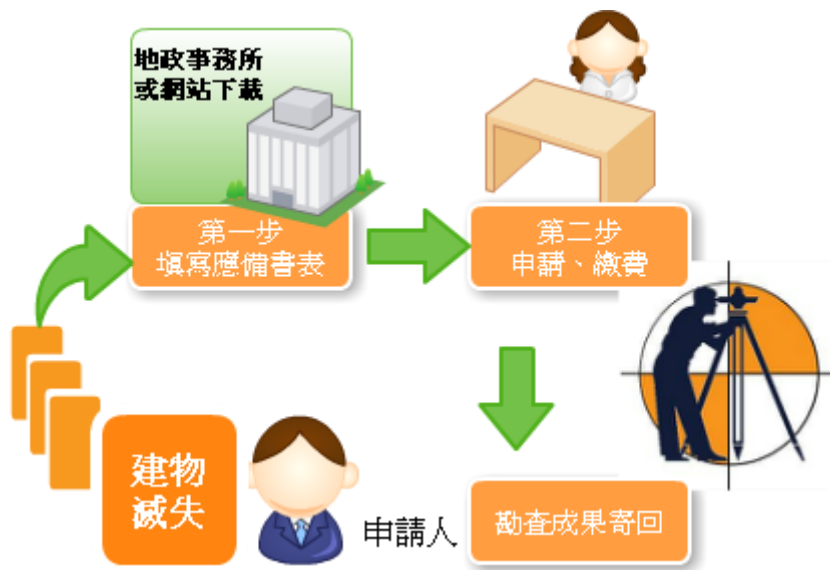 地政事務所
或網站下載
第一步
填寫應備書表
第二步
申請、繳費
建物
滅失
申請人
勘查成果寄回